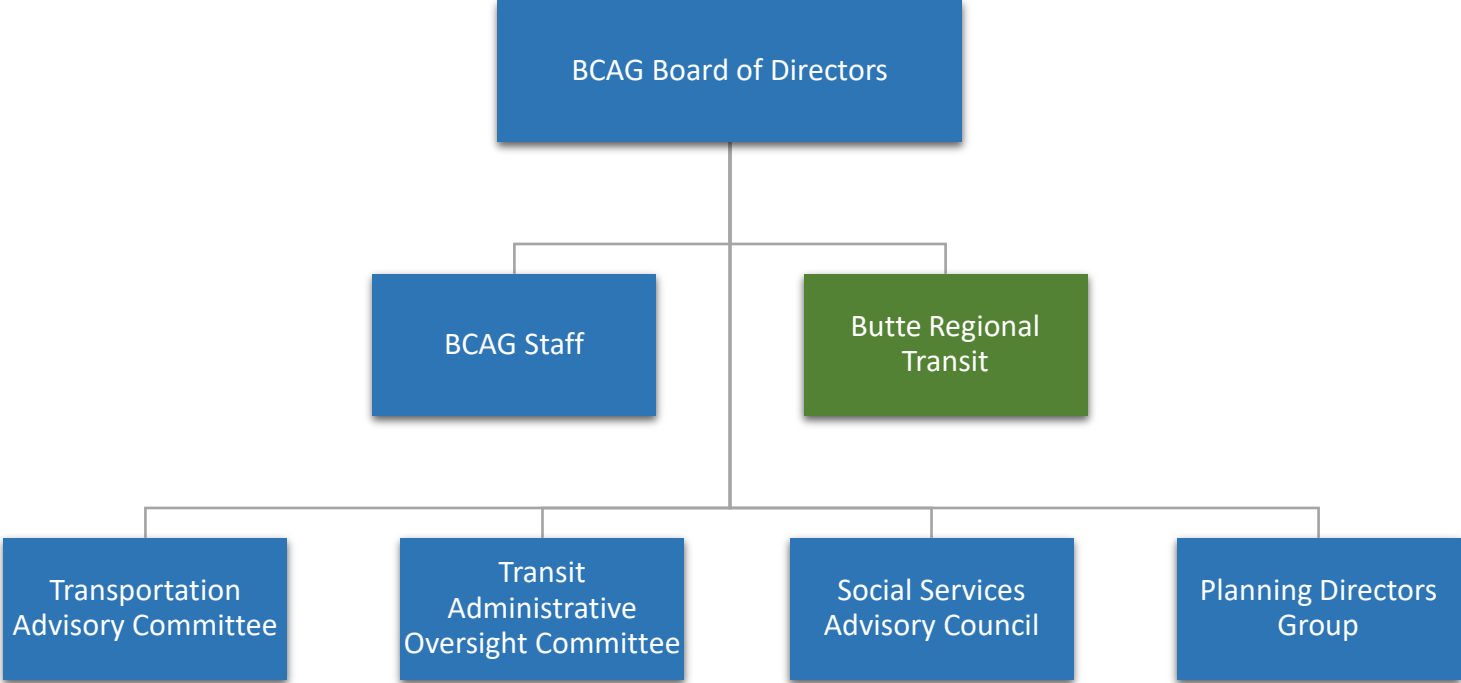 BCAG Board of Directors
BCAG Staff
Butte Regional
Transit
Transportation
Advisory Committee
Transit
Administrative
Oversight Committee
Social Services
Advisory Council
Planning Directors
Group